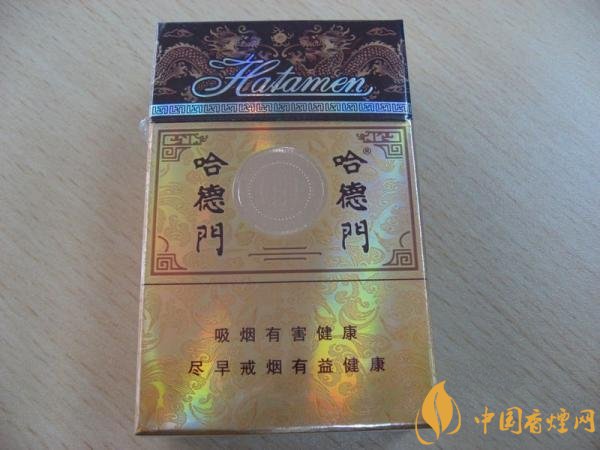 Hatamen
哈德門
哈德門®
吸烟有害健康
尽早戒烟有益健康
中国香煙网